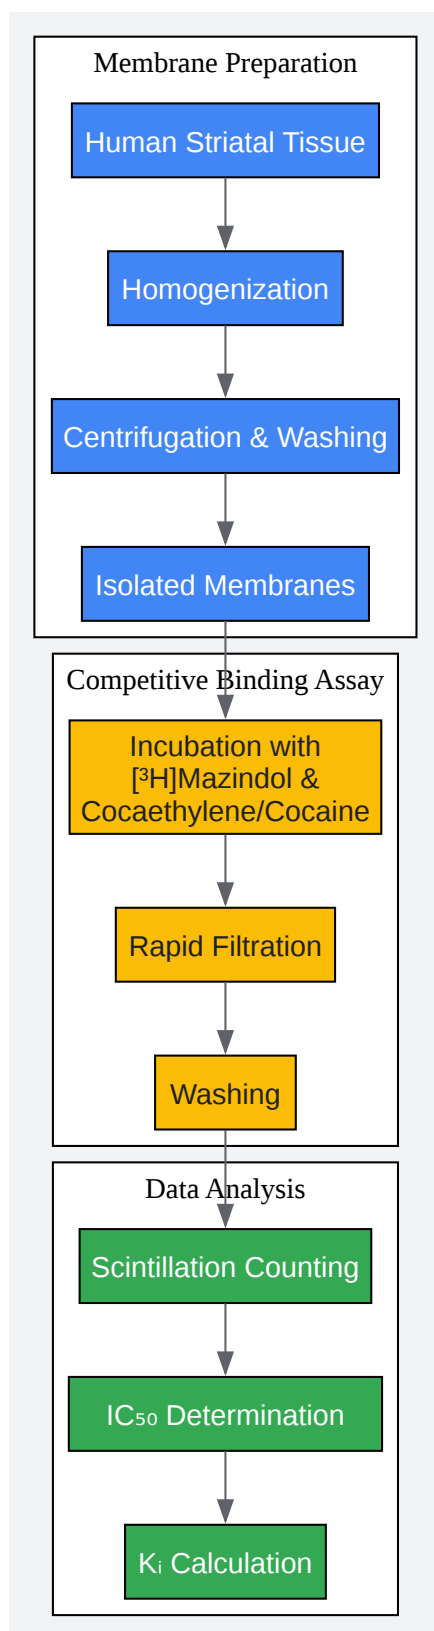 Membrane Preparation
Human Striatal Tissue
Homogenization
Centrifugation & Washing
Isolated Membranes
Competitive Binding Assay
Incubation with
[³H]Mazindol &
Cocaethylene/Cocaine
Rapid Filtration
Washing
Data Analysis
Scintillation Counting
IC₅₀ Determination
Kᵢ Calculation